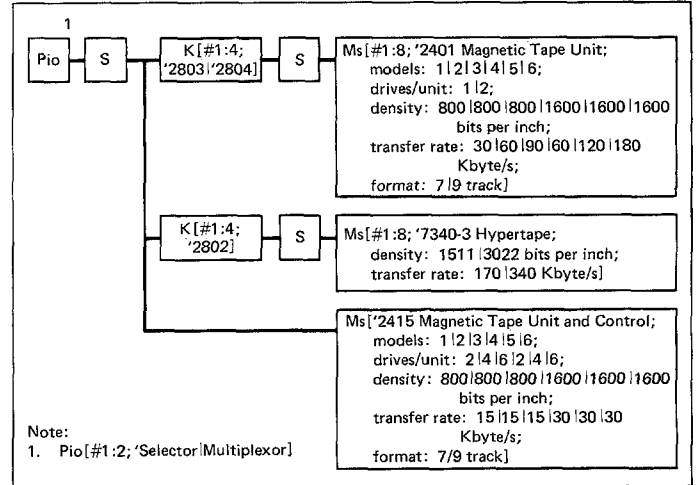 1
Pio
S
K[#1:4;
'2803|'2804]
S
Ms[#1:8; '2401 Magnetic Tape Unit;
models: 1|2|3|4|5|6;
drives/unit: 1|2;
density: 800|800|800|1600|1600|1600
bits per inch;
transfer rate: 30|60|90|60|120|180
Kbyte/s;
format: 7|9 track]
K[#1:4;
'2802]
S
Ms[#1:8; '7340-3 Hypertape;
density: 1511|3022 bits per inch;
transfer rate: 170|340 Kbyte/s]
Ms['2415 Magnetic Tape Unit and Control;
models: 1|2|3|4|5|6;
drives/unit: 2|4|6|2|4|6;
density: 800|800|800|1600|1600|1600
bits per inch;
transfer rate: 15|15|15|30|30|30
Kbyte/s;
format: 7/9 track]
Note:
1. Pio[#1:2; 'Selector|Multiplexor]